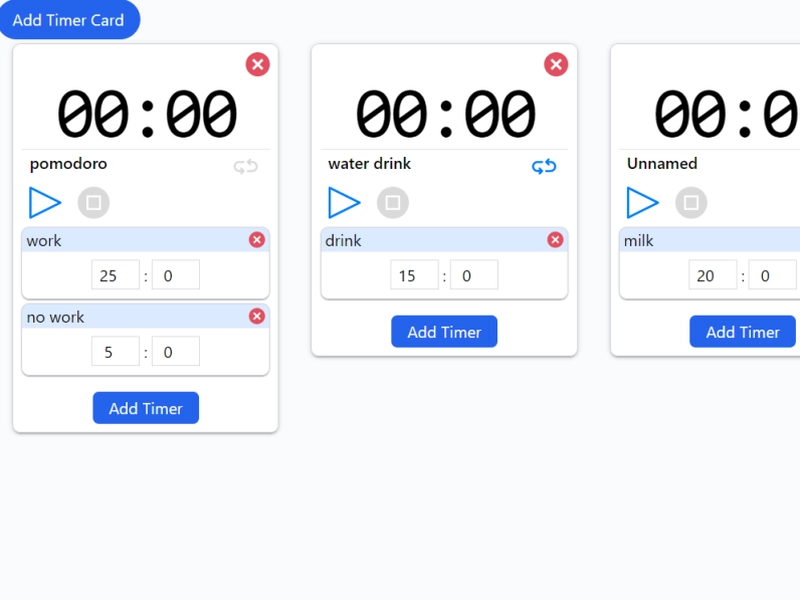 Add Timer Card
00:00
pomodoro
work
25 : 0
no work
5 : 0
Add Timer
00:00
water drink
drink
15 : 0
Add Timer
00:0
Unnamed
milk
20 : 0
Add Timer